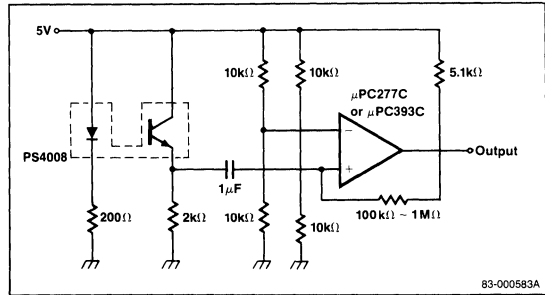 5V
10kΩ
10kΩ
5.1kΩ
μPC277C
or μPC393C
−
+
Output
PS4008
1μF
200Ω
2kΩ
10kΩ
10kΩ
100kΩ ~ 1MΩ
83-000583A